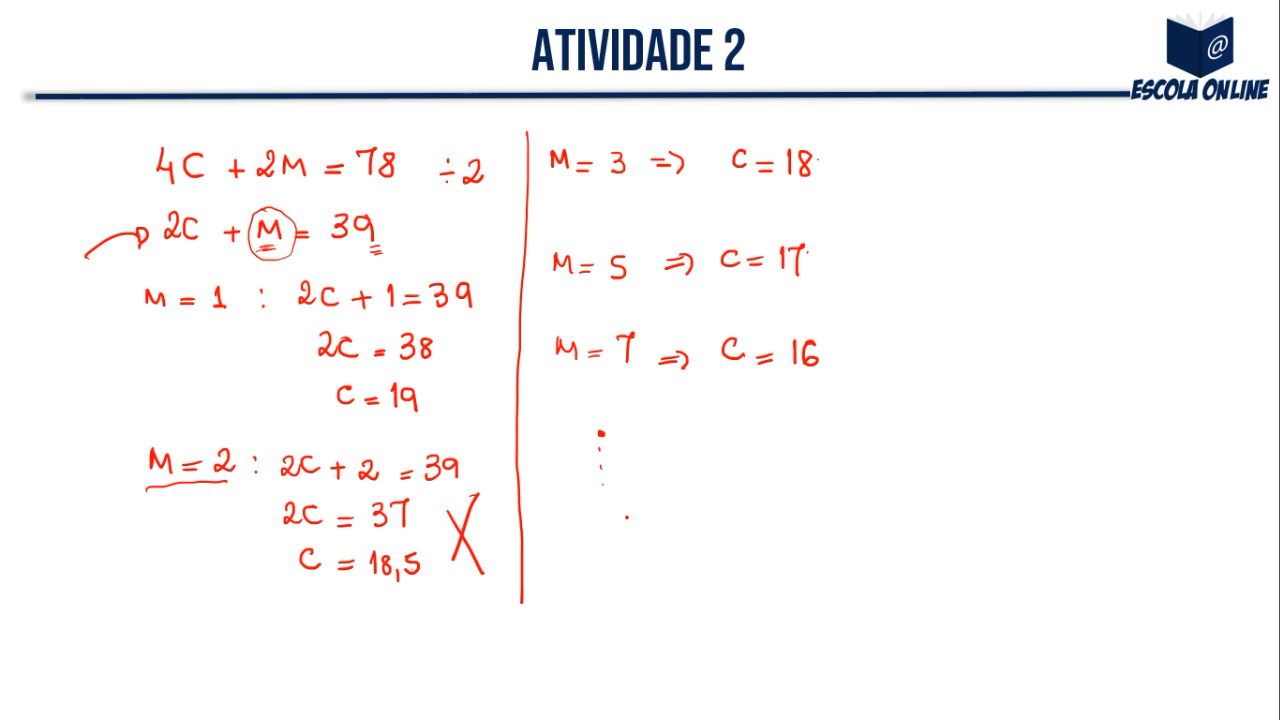 ATIVIDADE 2
@
ESCOLA ONLINE
4C + 2M = 78 ÷2
2C + M = 39
M = 1 : 2C + 1 = 39
2C = 38
C = 19
M = 2 : 2C + 2 = 39
2C = 37
C = 18,5
M = 3 => C = 18
M = 5 => C = 17
M = 7 => C = 16